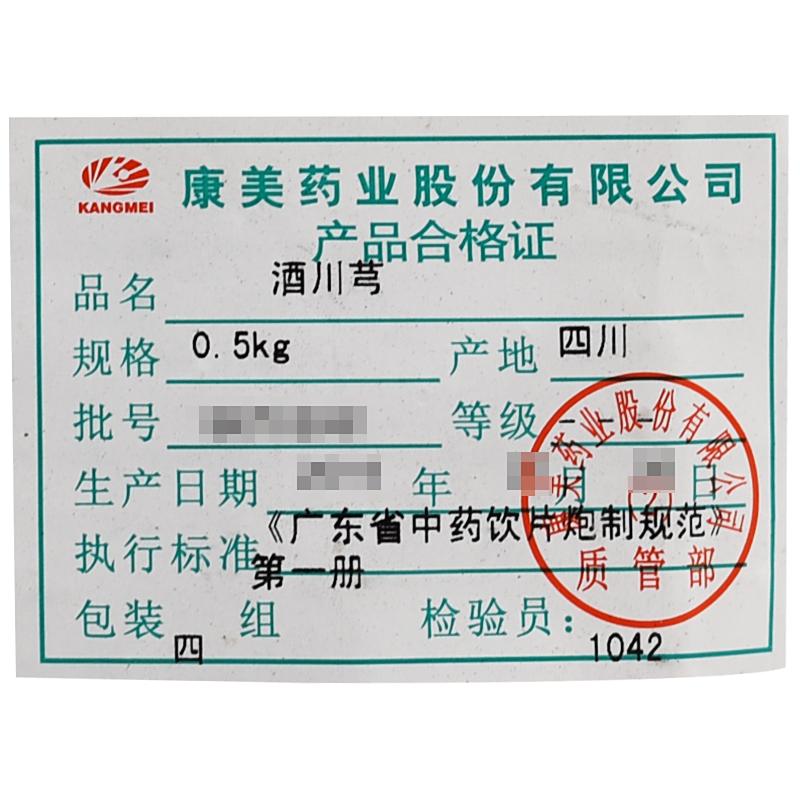 KANGMEI
康美药业股份有限公司
产品合格证
品名 酒川芎
规格 0.5kg 产地 四川
批号 等级 ---
生产日期 年 月 日
执行标准 《广东省中药饮片炮制规范》
第一册
包装 四 组 检验员: 1042
康美药业股份有限公司
(2)
质管部